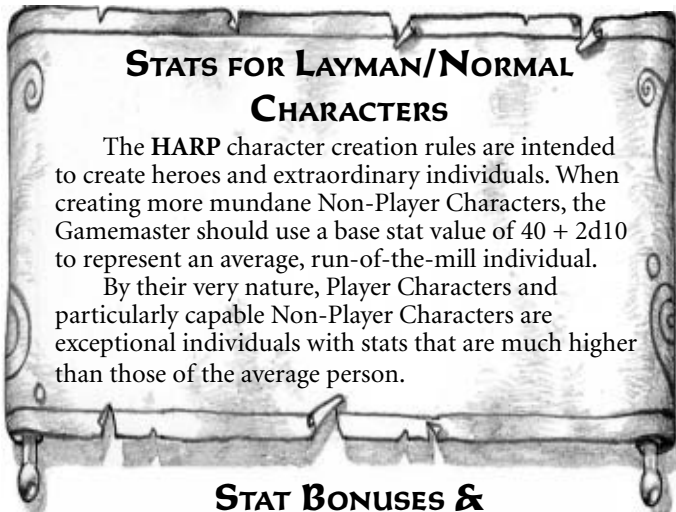 STATS FOR LAYMAN/NORMAL
CHARACTERS
The HARP character creation rules are intended
to create heroes and extraordinary individuals. When
creating more mundane Non-Player Characters, the
Gamemaster should use a base stat value of 40 + 2d10
to represent an average, run-of-the-mill individual.
By their very nature, Player Characters and
particularly capable Non-Player Characters are
exceptional individuals with stats that are much higher
than those of the average person.
STAT BONUSES &